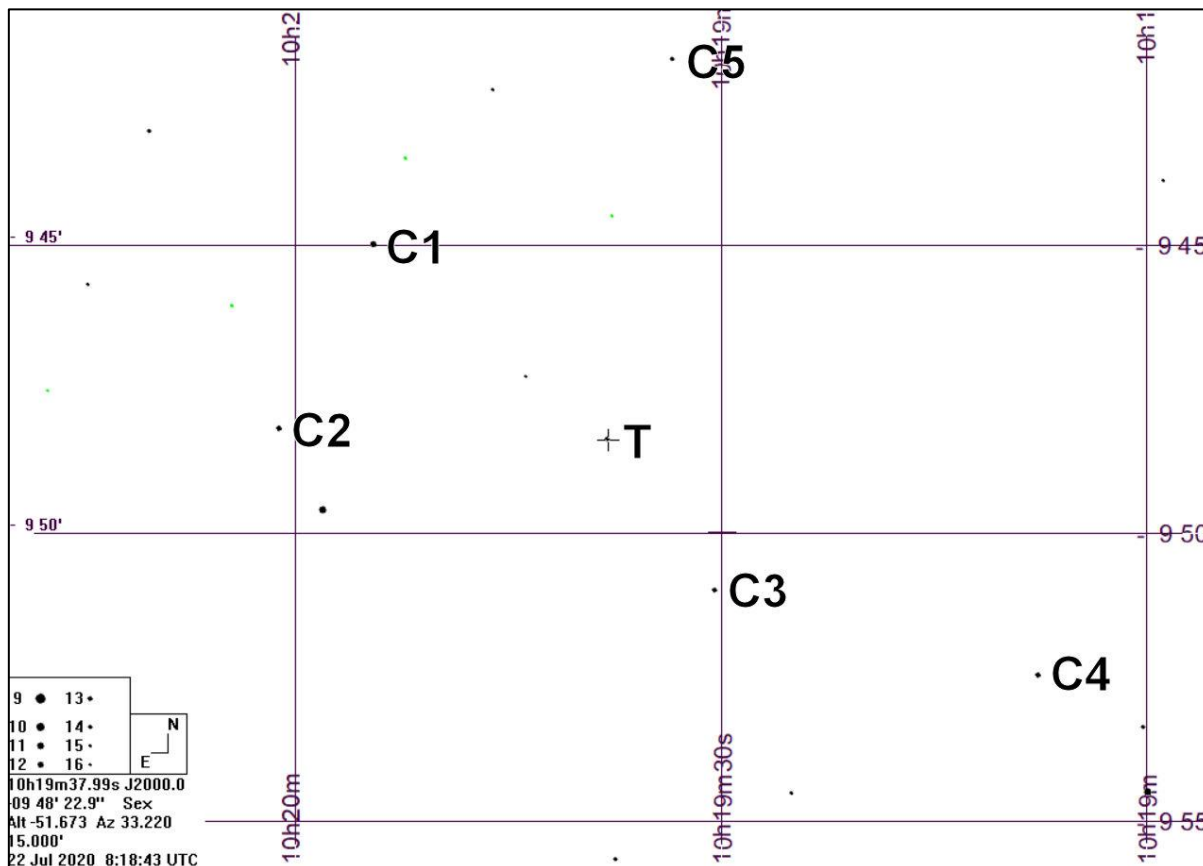 10h2
10h19m
10h1
C5
9 45'
C1
- 9 45
C2
T
9 50'
- 9 50
C3
C4
9 13
10 14
11 15
12 16
N
E
10h19m37.99s J2000.0
-09 48' 22.9" Sex
Alt -51.673 Az 33.220
15.000'
22 Jul 2020 8:18:43 UTC
10h20m
10h19m30s
10h19m
- 9 55